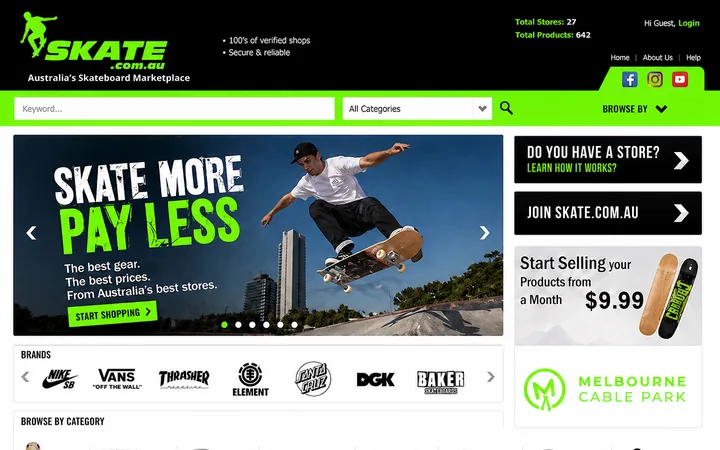 SKATE
.com.au
Australia's Skateboard Marketplace
• 100's of verified shops
• Secure & reliable
Total Stores: 27
Total Products: 642
Hi Guest, Login
Home | About Us | Help
Keyword...
All Categories
BROWSE BY
SKATE MORE
PAY LESS
The best gear.
The best prices.
From Australia's best stores.
START SHOPPING
DO YOU HAVE A STORE?
LEARN HOW IT WORKS?
JOIN SKATE.COM.AU
Start Selling your
Products from
a Month $9.99
BRANDS
NIKE
SB
VANS
"OFF THE WALL"
THRASHER
MAGAZINE
ELEMENT
SANTA
CRUZ
DGK
BAKER
SKATEBOARDS
MELBOURNE
CABLE PARK
BROWSE BY CATEGORY